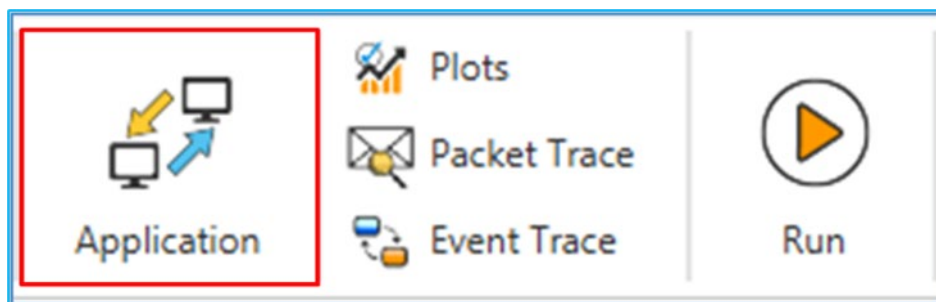 Application
Plots
Packet Trace
Event Trace
Run